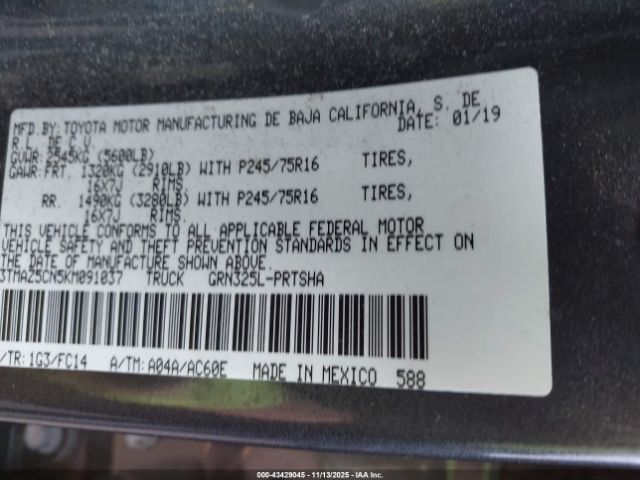 MFD.BY:TOYOTA MOTOR MANUFACTURING DE BAJA CALIFORNIA, S. DE
R.L. DE C.V. DATE: 01/19
GVWR: 2545KG (5600LB)
GAWR:FRT. 1320KG (2910LB) WITH P245/75R16 TIRES,
16X7J RIMS.
RR. 1490KG (3280LB) WITH P245/75R16 TIRES,
16X7J RIMS.
THIS VEHICLE CONFORMS TO ALL APPLICABLE FEDERAL MOTOR
VEHICLE SAFETY AND THEFT PREVENTION STANDARDS IN EFFECT ON
THE DATE OF MANUFACTURE SHOWN ABOVE.
3TMAZ5CN5KM091037 TRUCK GRN325L-PRTSHA
/TR: 1G3/FC14 A/TM: A04A/AC60E MADE IN MEXICO 588
000-43429045 - 11/13/2025 - IAA Inc.